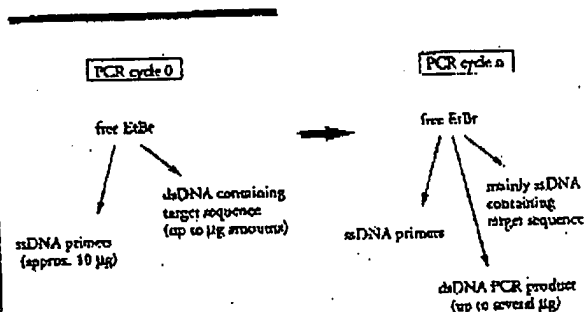 PCR cycle 0
free EtBr
ssDNA primers
(approx. 10 µg)
dsDNA containing
target sequence
(up to µg amounts)
PCR cycle n
free EtBr
ssDNA primers
mainly ssDNA
containing
target sequence
dsDNA PCR product
(up to several µg)